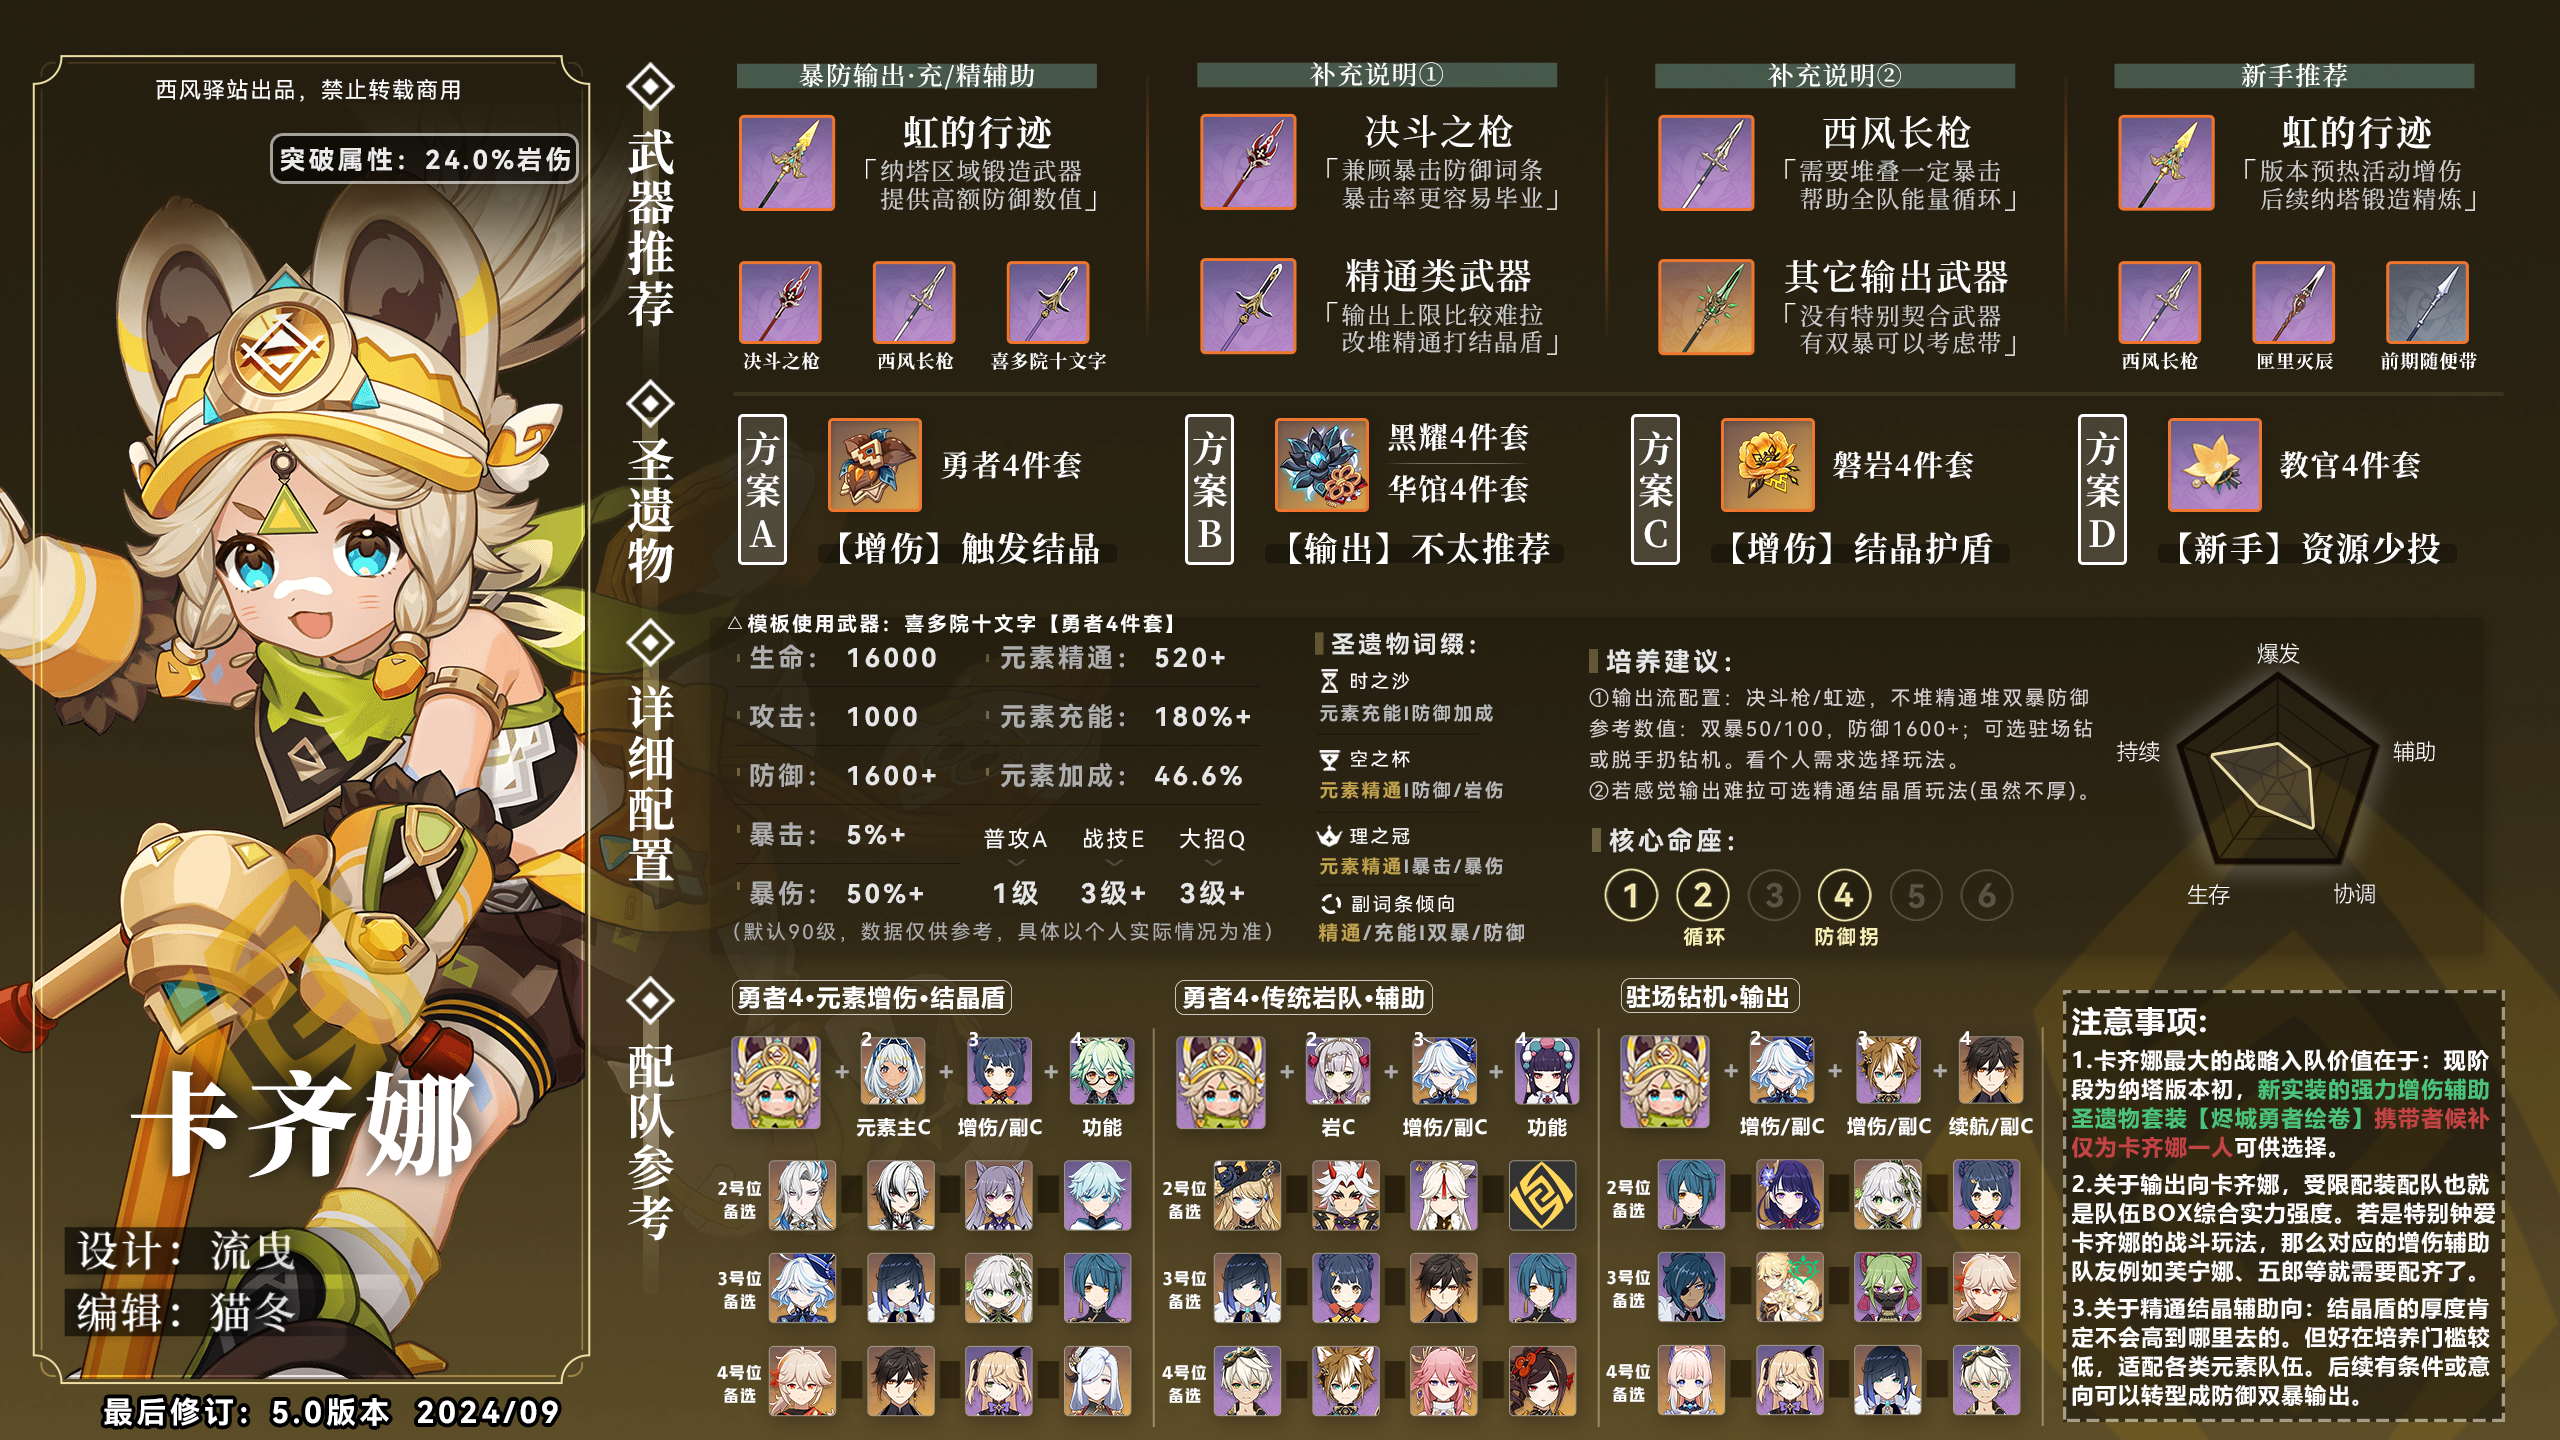 西风驿站出品，禁止转载商用
突破属性：24.0%岩伤
卡齐娜
设计：流曳
编辑：猫冬
最后修订：5.0版本 2024/09
武器推荐
暴防输出·充/精辅助
虹的行迹
「纳塔区域锻造武器
提供高额防御数值」
决斗之枪
西风长枪
喜多院十文字
补充说明①
决斗之枪
「兼顾暴击防御词条
暴击率更容易毕业」
精通类武器
「输出上限比较难拉
改堆精通打结晶盾」
补充说明②
西风长枪
「需要堆叠一定暴击
帮助全队能量循环」
其它输出武器
「没有特别契合武器
有双暴可以考虑带」
新手推荐
虹的行迹
「版本预热活动增伤
后续纳塔锻造精炼」
西风长枪
匣里灭辰
前期随便带
圣遗物
方案A
勇者4件套
【增伤】触发结晶
方案B
黑耀4件套
华馆4件套
【输出】不太推荐
方案C
磐岩4件套
【增伤】结晶护盾
方案D
教官4件套
【新手】资源少投
详细配置
△模板使用武器：喜多院十文字【勇者4件套】
生命： 16000 元素精通： 520+
攻击： 1000 元素充能： 180%+
防御： 1600+ 元素加成： 46.6%
暴击： 5%+ 普攻A 战技E 大招Q
暴伤： 50%+ 1级 3级+ 3级+
(默认90级，数据仅供参考，具体以个人实际情况为准)
圣遗物词缀：
时之沙
元素充能|防御加成
空之杯
元素精通|防御/岩伤
理之冠
元素精通|暴击/暴伤
副词条倾向
精通/充能|双暴/防御
培养建议：
①输出流配置：决斗枪/虹迹，不堆精通堆双暴防御
参考数值：双暴50/100，防御1600+；可选驻场钻
或脱手扔钻机。看个人需求选择玩法。
②若感觉输出难拉可选精通结晶盾玩法(虽然不厚)。
核心命座：
1 2 3 4 5 6
循环 防御拐
爆发
持续
辅助
生存
协调
配队参考
勇者4·元素增伤·结晶盾
+ 2 + 3 + 4
元素主C 增伤/副C 功能
2号位
备选
3号位
备选
4号位
备选
勇者4·传统岩队·辅助
+ 2 + 3 + 4
岩C 增伤/副C 功能
2号位
备选
3号位
备选
4号位
备选
驻场钻机·输出
+ 2 + 3 + 4
增伤/副C 增伤/副C 续航/副C
2号位
备选
3号位
备选
4号位
备选
注意事项:
1.卡齐娜最大的战略入队价值在于：现阶
段为纳塔版本初，新实装的强力增伤辅助
圣遗物套装【烬城勇者绘卷】携带者候补
仅为卡齐娜一人可供选择。
2.关于输出向卡齐娜，受限配装配队也就
是队伍BOX综合实力强度。若是特别钟爱
卡齐娜的战斗玩法，那么对应的增伤辅助
队友例如芙宁娜、五郎等就需要配齐了。
3.关于精通结晶辅助向：结晶盾的厚度肯
定不会高到哪里去的。但好在培养门槛较
低，适配各类元素队伍。后续有条件或意
向可以转型成防御双暴输出。